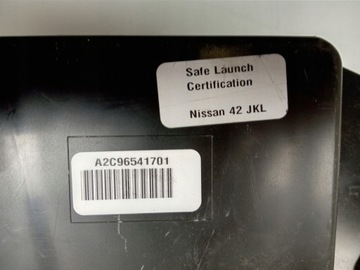 Safe Launch
Certification
Nissan 42 JKL
A2C96541701